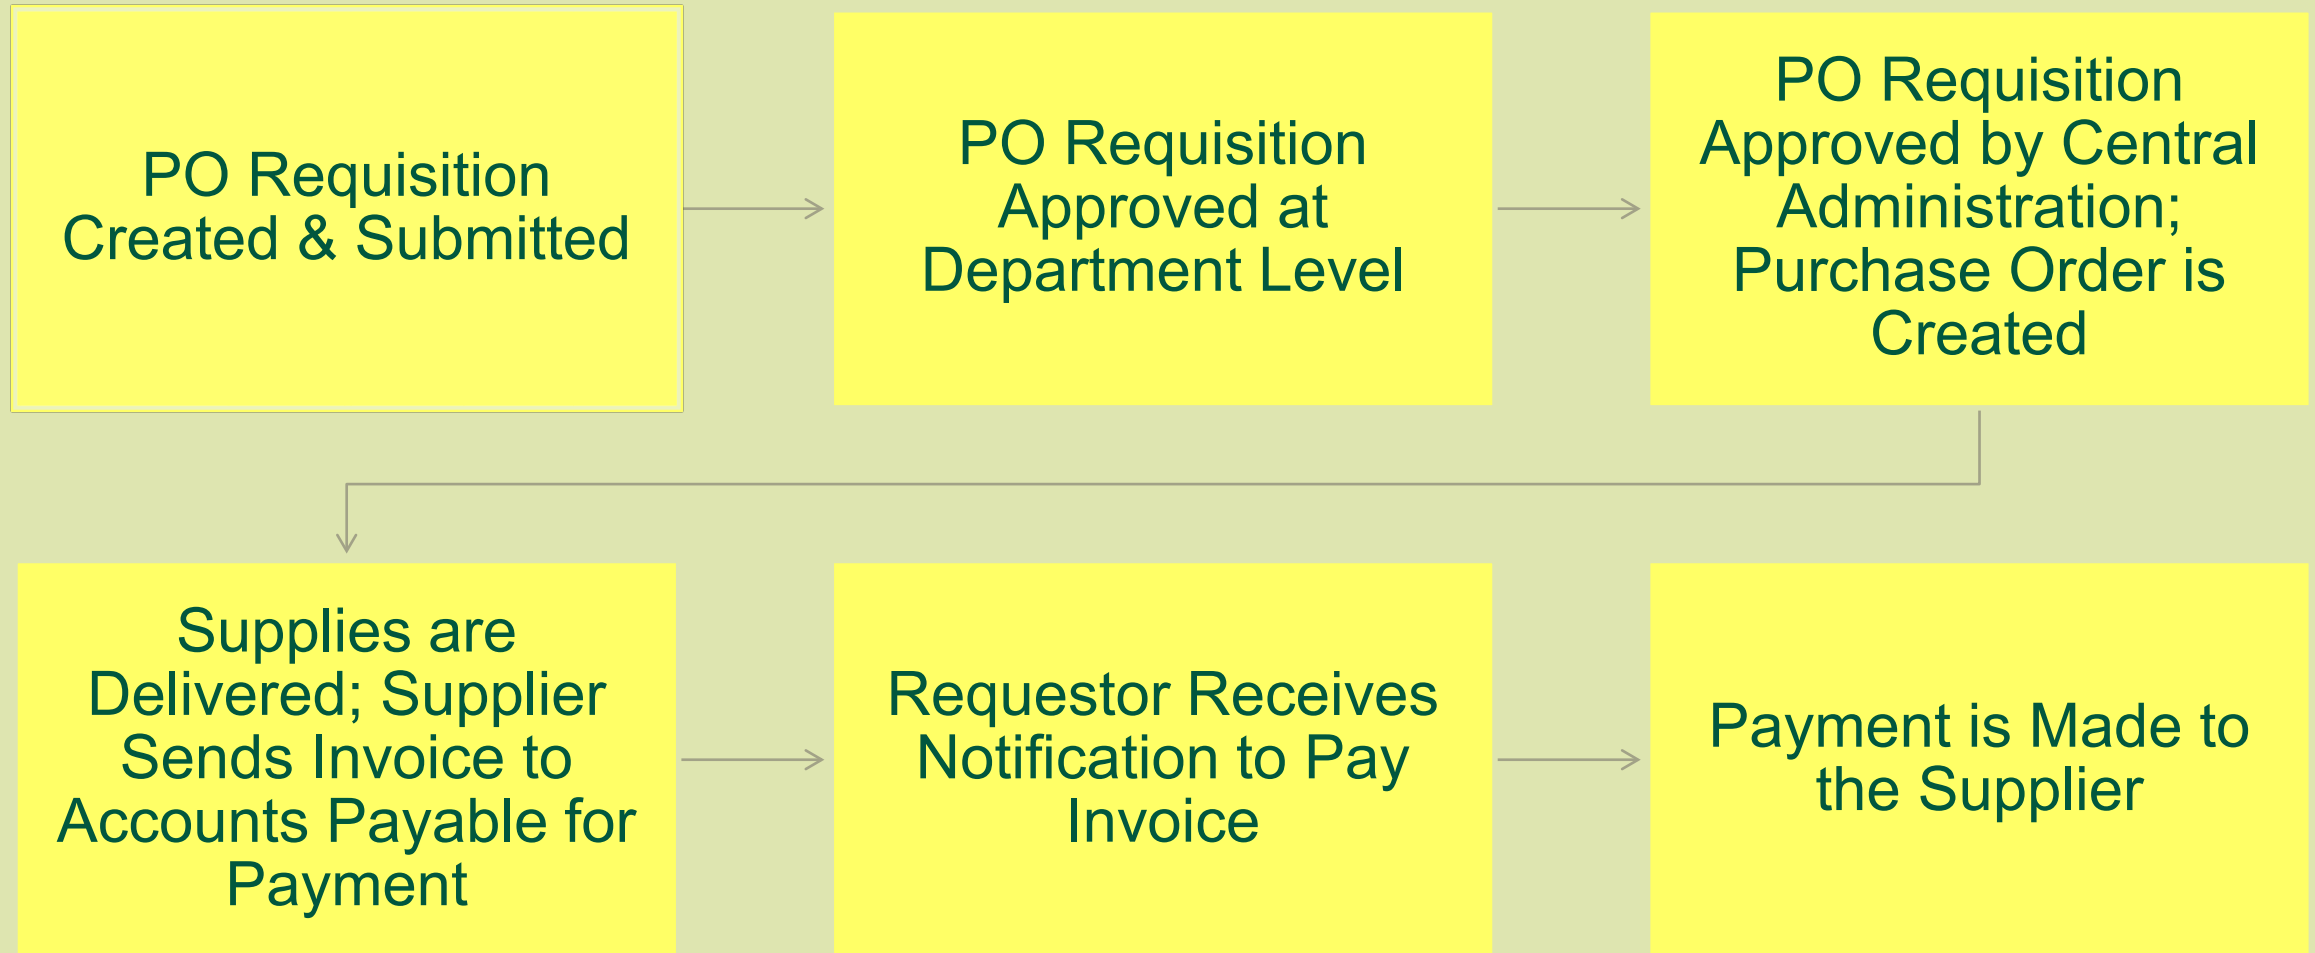 PO Requisition
Created & Submitted
PO Requisition
Approved at
Department Level
PO Requisition
Approved by Central
Administration;
Purchase Order is
Created
Supplies are
Delivered; Supplier
Sends Invoice to
Accounts Payable for
Payment
Requestor Receives
Notification to Pay
Invoice
Payment is Made to
the Supplier